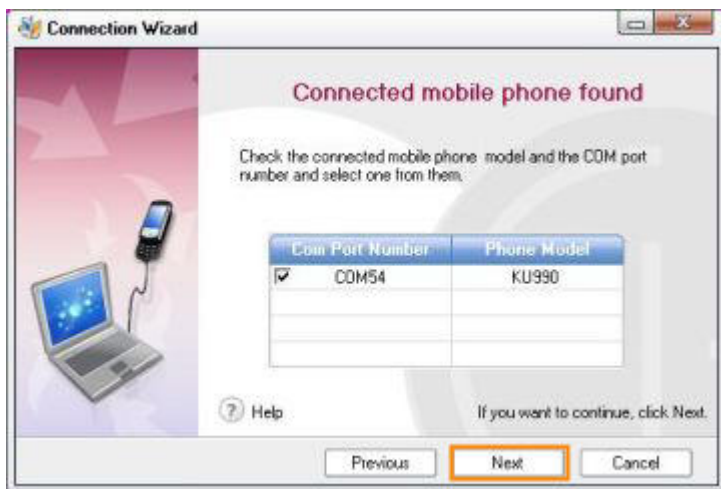 Connection Wizard
Connected mobile phone found
Check the connected mobile phone model and the COM port
number and select one from them.
Com Port Number Phone Model
COM54 KU990
? Help If you want to continue, click Next.
Previous Next Cancel